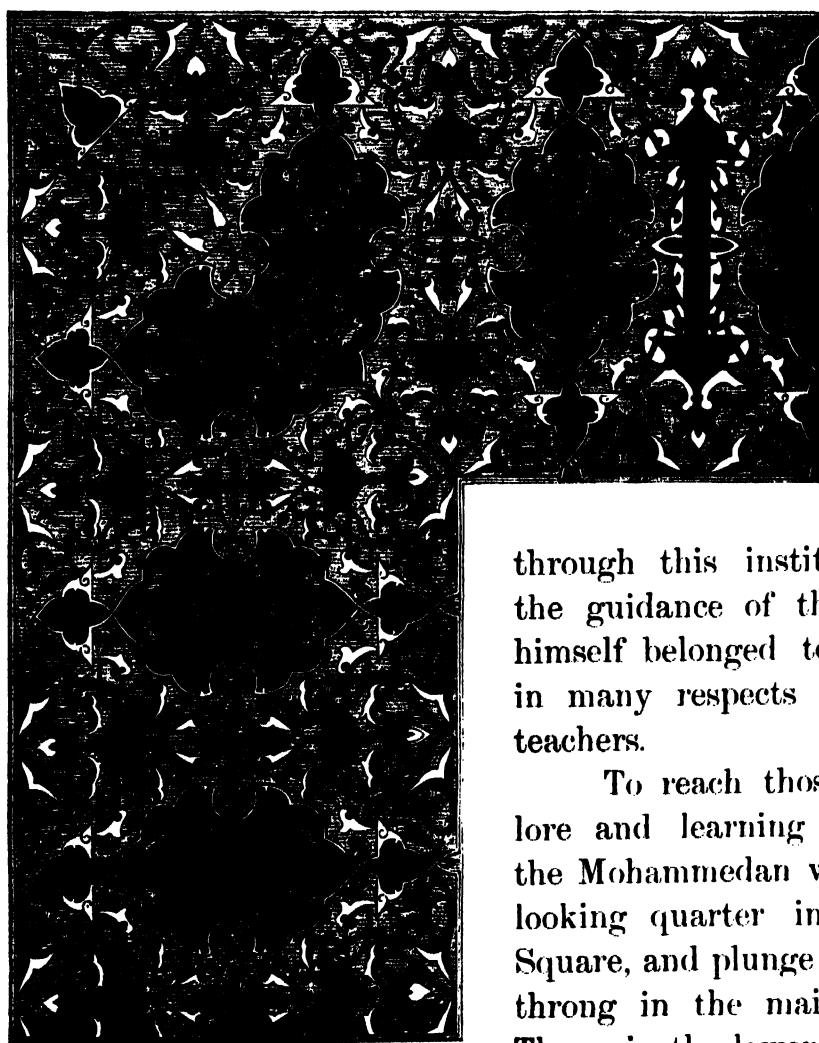 through this instit
the guidance of th
himself belonged to
in many respects
teachers.
To reach thos
lore and learning
the Mohammedan w
looking quarter in
Square, and plunge
throng in the mai